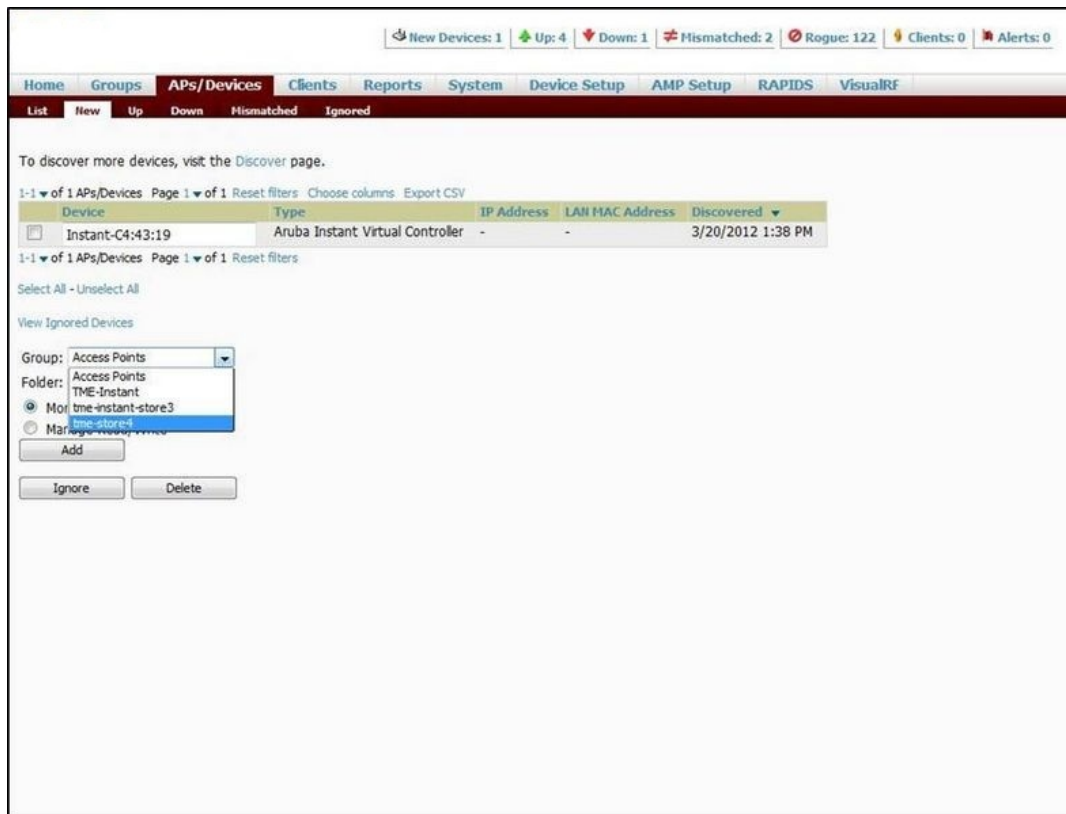 New Devices: 1 Up: 4 Down: 1 Mismatched: 2 Rogue: 122 Clients: 0 Alerts: 0
Home Groups APs/Devices Clients Reports System Device Setup AMP Setup RAPIDS VisualRF
List New Up Down Mismatched Ignored
To discover more devices, visit the Discover page.
1-1 of 1 APs/Devices Page 1 of 1 Reset filters Choose columns Export CSV
Device Type IP Address LAN MAC Address Discovered
Instant-C4:43:19 Aruba Instant Virtual Controller - - 3/20/2012 1:38 PM
1-1 of 1 APs/Devices Page 1 of 1 Reset filters
Select All - Unselect All
View Ignored Devices
Group: Access Points
Folder: Access Points
TME-Instant
Mo tme-instant-store3
Ma tme-store4
Add
Ignore Delete